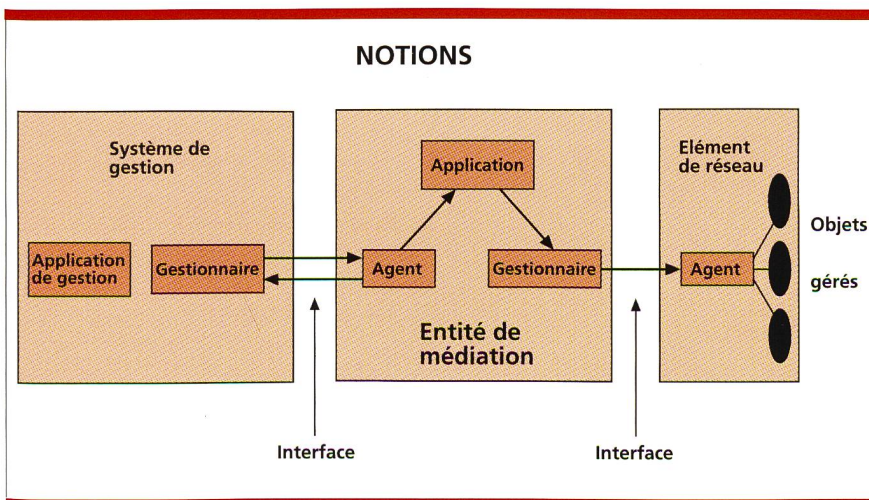 NOTIONS
Système de
gestion
Application
de gestion
Gestionnaire
Application
Agent
Gestionnaire
Entité de
médiation
Elément
de réseau
Agent
Objets
gérés
Interface
Interface